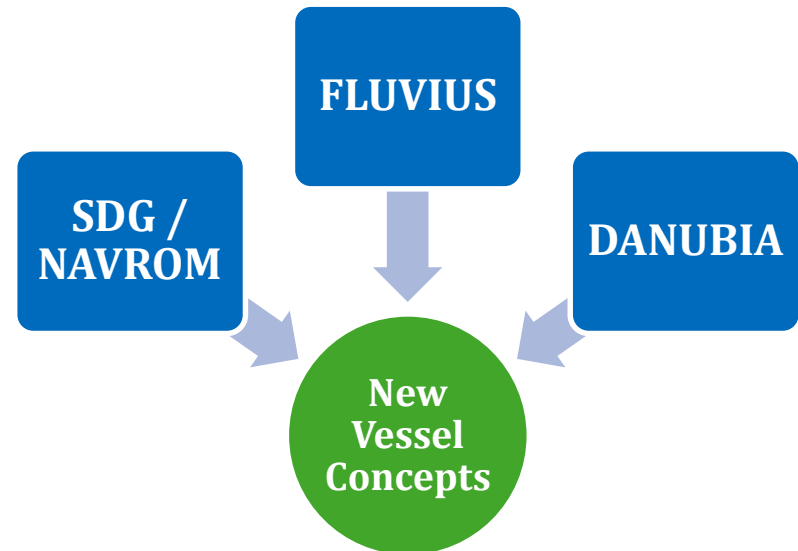 FLUVIUS
SDG /
NAVROM
DANUBIA
New
Vessel
Concepts